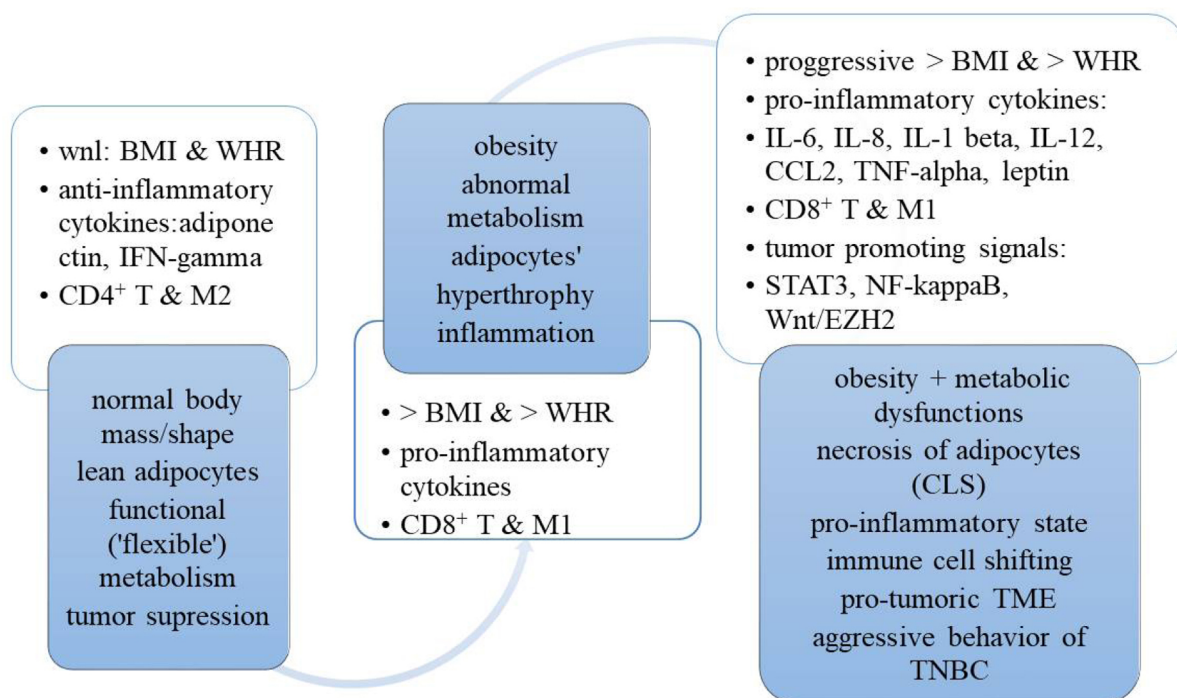 • wnl: BMI & WHR
• anti-inflammatory
cytokines:adipone
ctin, IFN-gamma
• CD4⁺ T & M2
normal body
mass/shape
lean adipocytes
functional
('flexible')
metabolism
tumor supression
obesity
abnormal
metabolism
adipocytes'
hyperthrophy
inflammation
• > BMI & > WHR
• pro-inflammatory
cytokines
• CD8⁺ T & M1
• proggressive > BMI & > WHR
• pro-inflammatory cytokines:
• IL-6, IL-8, IL-1 beta, IL-12,
CCL2, TNF-alpha, leptin
• CD8⁺ T & M1
• tumor promoting signals:
• STAT3, NF-kappaB,
Wnt/EZH2
obesity + metabolic
dysfunctions
necrosis of adipocytes
(CLS)
pro-inflammatory state
immune cell shifting
pro-tumoric TME
aggressive behavior of
TNBC